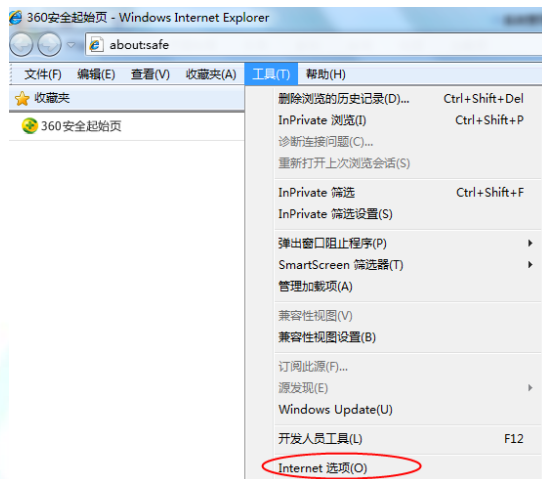 360安全起始页 - Windows Internet Explorer
about:safe
文件(F) 编辑(E) 查看(V) 收藏夹(A) 工具(T) 帮助(H)
收藏夹
360安全起始页
删除浏览的历史记录(D)... Ctrl+Shift+Del
InPrivate 浏览(I) Ctrl+Shift+P
诊断连接问题(C)...
重新打开上次浏览会话(S)
InPrivate 筛选 Ctrl+Shift+F
InPrivate 筛选设置(S)
弹出窗口阻止程序(P)
SmartScreen 筛选器(T)
管理加载项(A)
兼容性视图(V)
兼容性视图设置(B)
订阅此源(F)...
源发现(E)
Windows Update(U)
开发人员工具(L) F12
Internet 选项(O)